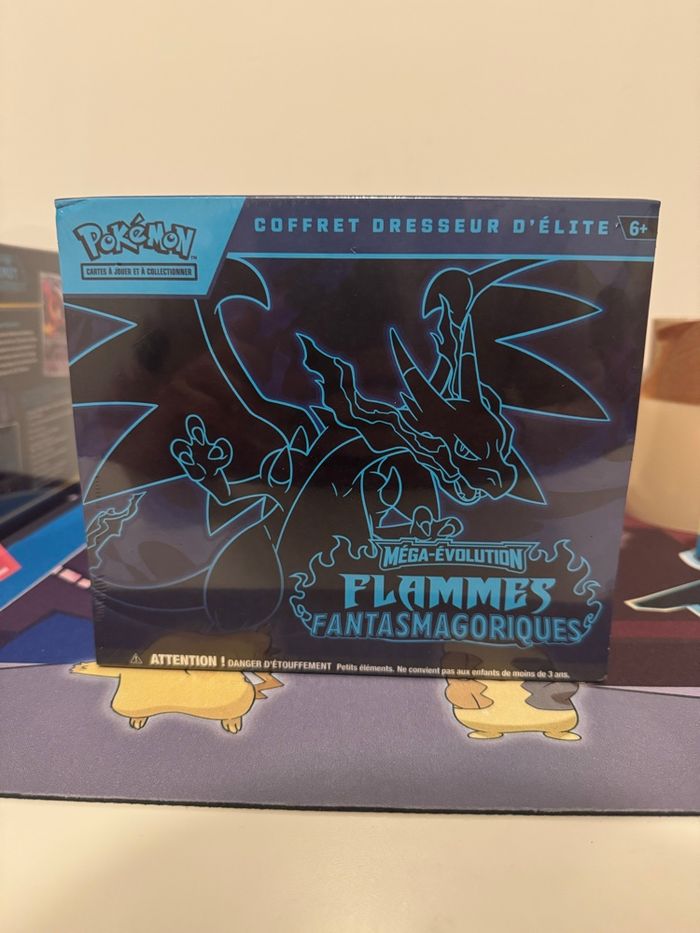 POKéMON™
CARTES À JOUER ET À COLLECTIONNER
COFFRET DRESSEUR D'ÉLITE
6+
MÉGA-ÉVOLUTION
FLAMMES
FANTASMAGORIQUES
⚠ ATTENTION ! DANGER D'ÉTOUFFEMENT Petits éléments. Ne convient pas aux enfants de moins de 3 ans.